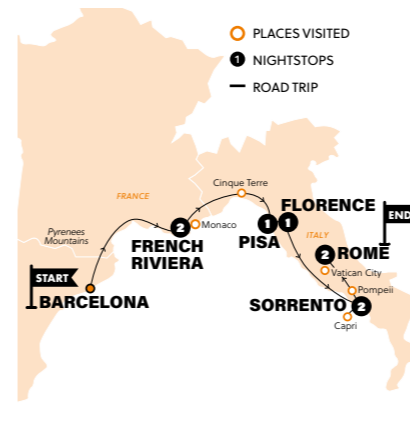 PLACES VISITED
1 NIGHTSTOPS
ROAD TRIP
Cinque Terre
FRANCE
FLORENCE
2
Monaco
1
1
END
Pyrenees
Mountains
FRENCH
RIVIERA
PISA
ITALY
2
ROME
START
Vatican City
Pompeii
BARCELONA
SORRENTO
2
Capri